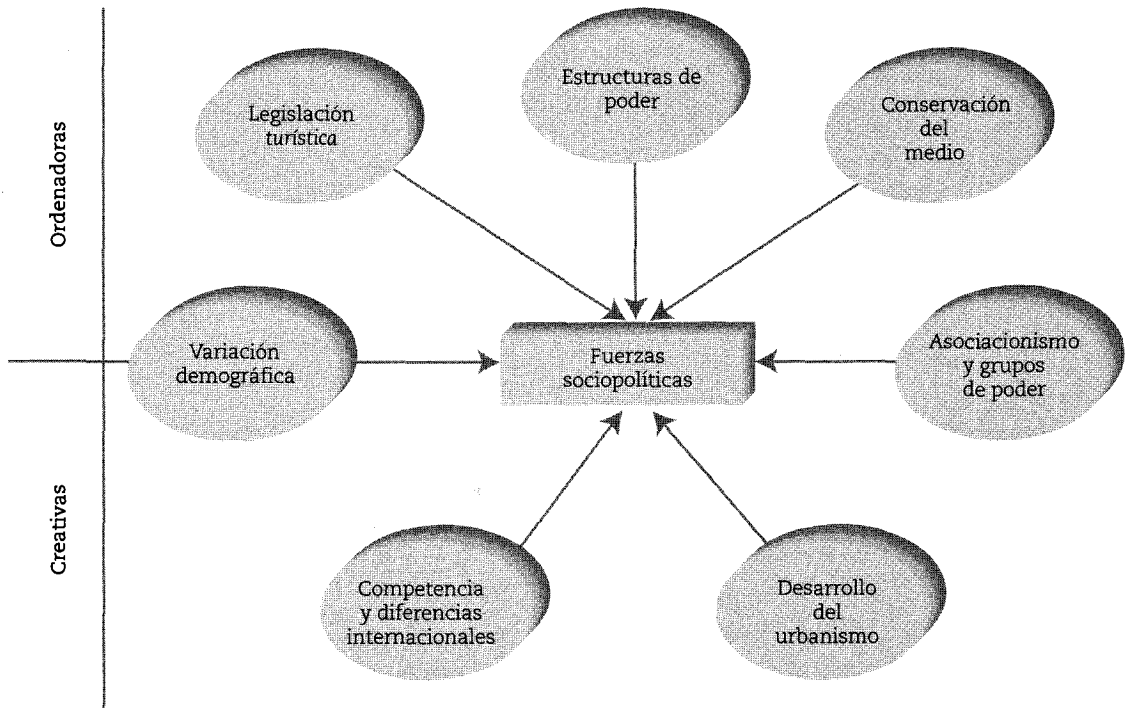 Estructuras de
poder
Legislación
turística
Conservación
del
medio
Ordenadoras
Variación
demográfica
Fuerzas
sociopolíticas
Asociacionismo
y grupos
de poder
Creativas
Competencia
y diferencias
internacionales
Desarrollo
del
urbanismo